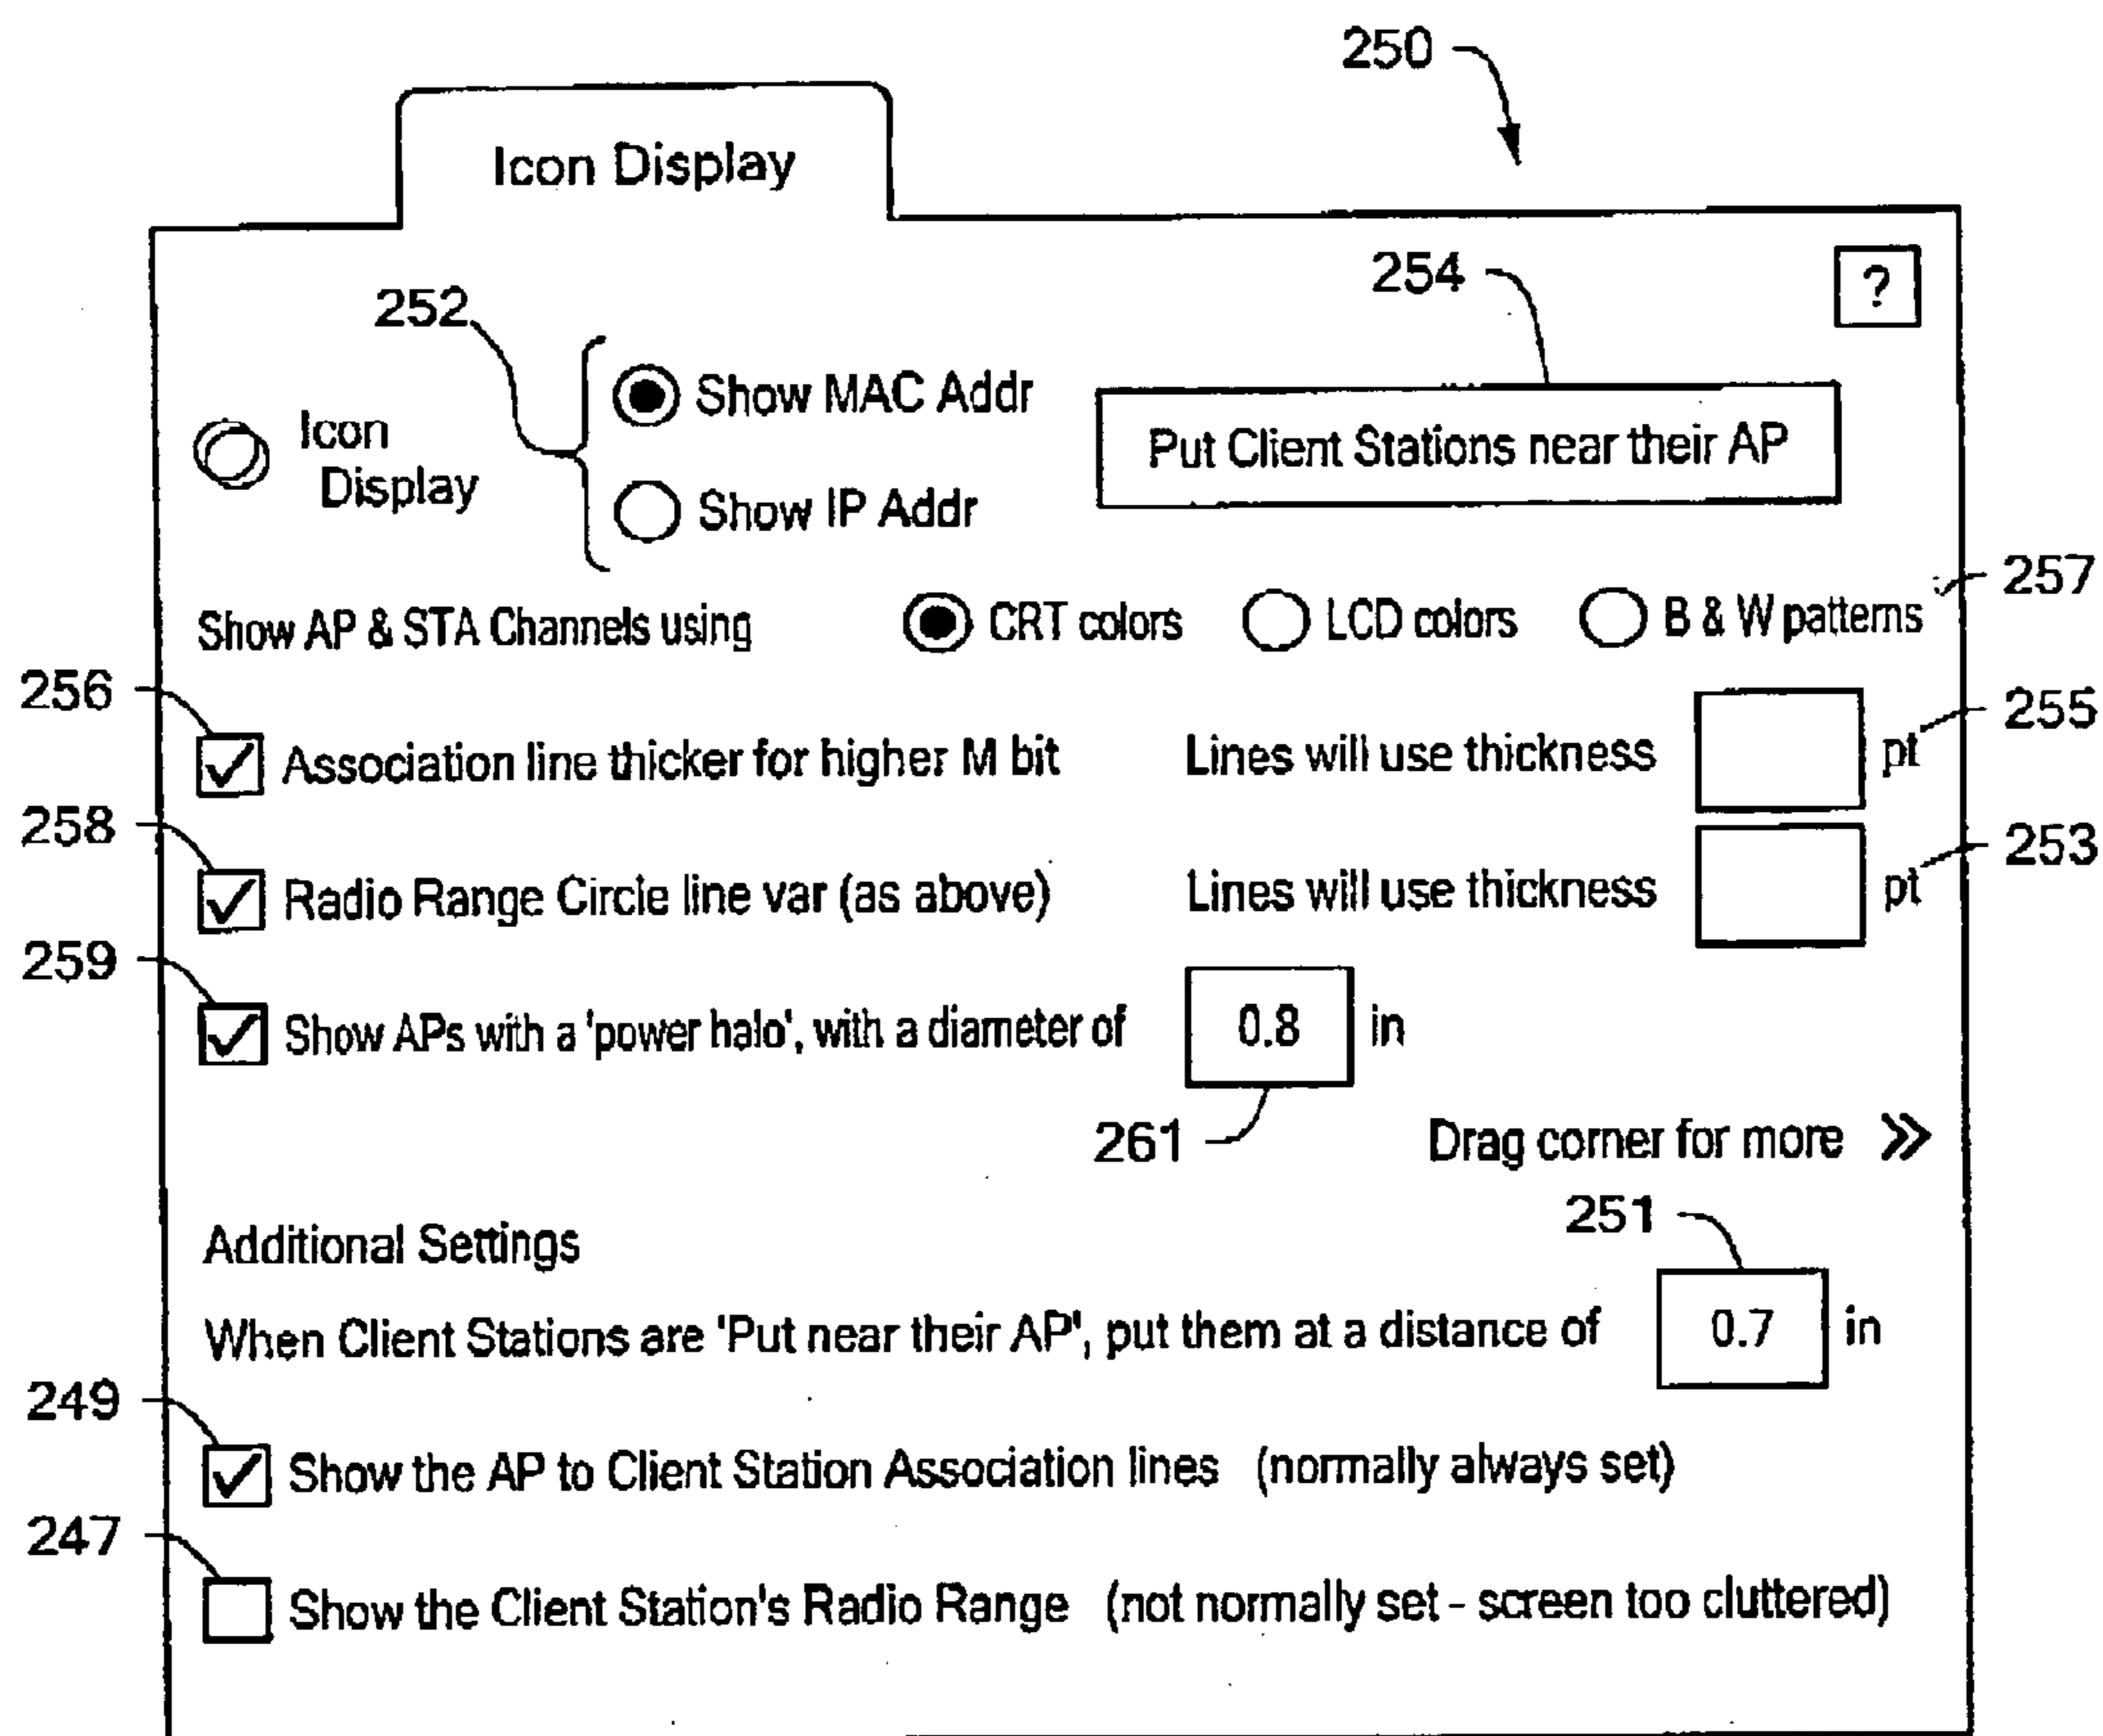 250
Icon Display
254
?
252
Show MAC Addr
Icon
Display
Put Client Stations near their AP
Show IP Addr
257
Show AP & STA Channels using CRT colors LCD colors B & W patterns
256
255
Association line thicker for higher M bit Lines will use thickness pt
258
253
Radio Range Circle line var (as above) Lines will use thickness pt
259
Show APs with a 'power halo', with a diameter of 0.8 in
261
Drag corner for more »
251
Additional Settings
When Client Stations are 'Put near their AP', put them at a distance of 0.7 in
249
Show the AP to Client Station Association lines (normally always set)
247
Show the Client Station's Radio Range (not normally set - screen too cluttered)